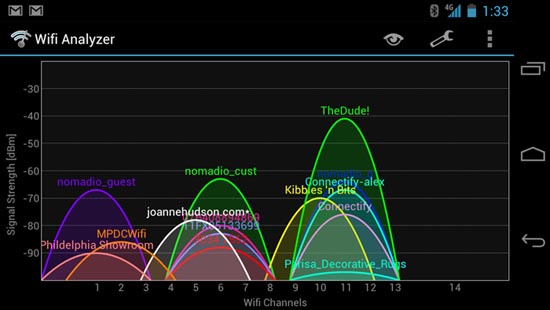 1:33
Wifi Analyzer
-30
-40
-50
-60
-70
-80
-90
Signal Strength [dBm]
TheDude!
nomadio_cust
nomadio_guest
Connectify-alex
Kibbles 'n Bits
Connectify
joannehudson.com*
MPDCWifi
Phildelphia Showroom
Parisa_Decorative_Rugs
1 2 3 4 5 6 7 8 9 10 11 12 13 14
Wifi Channels